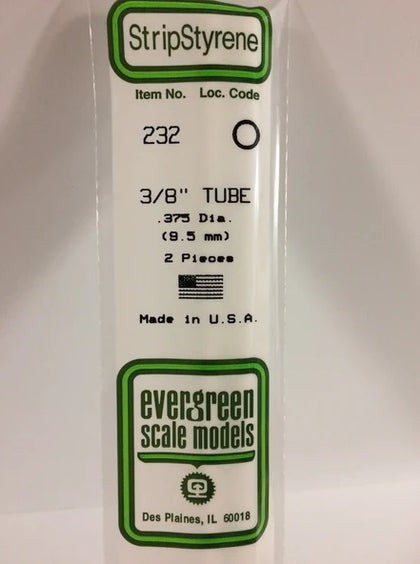 StripStyrene
Item No. Loc. Code
232 O
3/8" TUBE
.375 Dia.
(9.5 mm)
2 Pieces
Made in U.S.A.
evergreen
scale models
Des Plaines, IL 60018